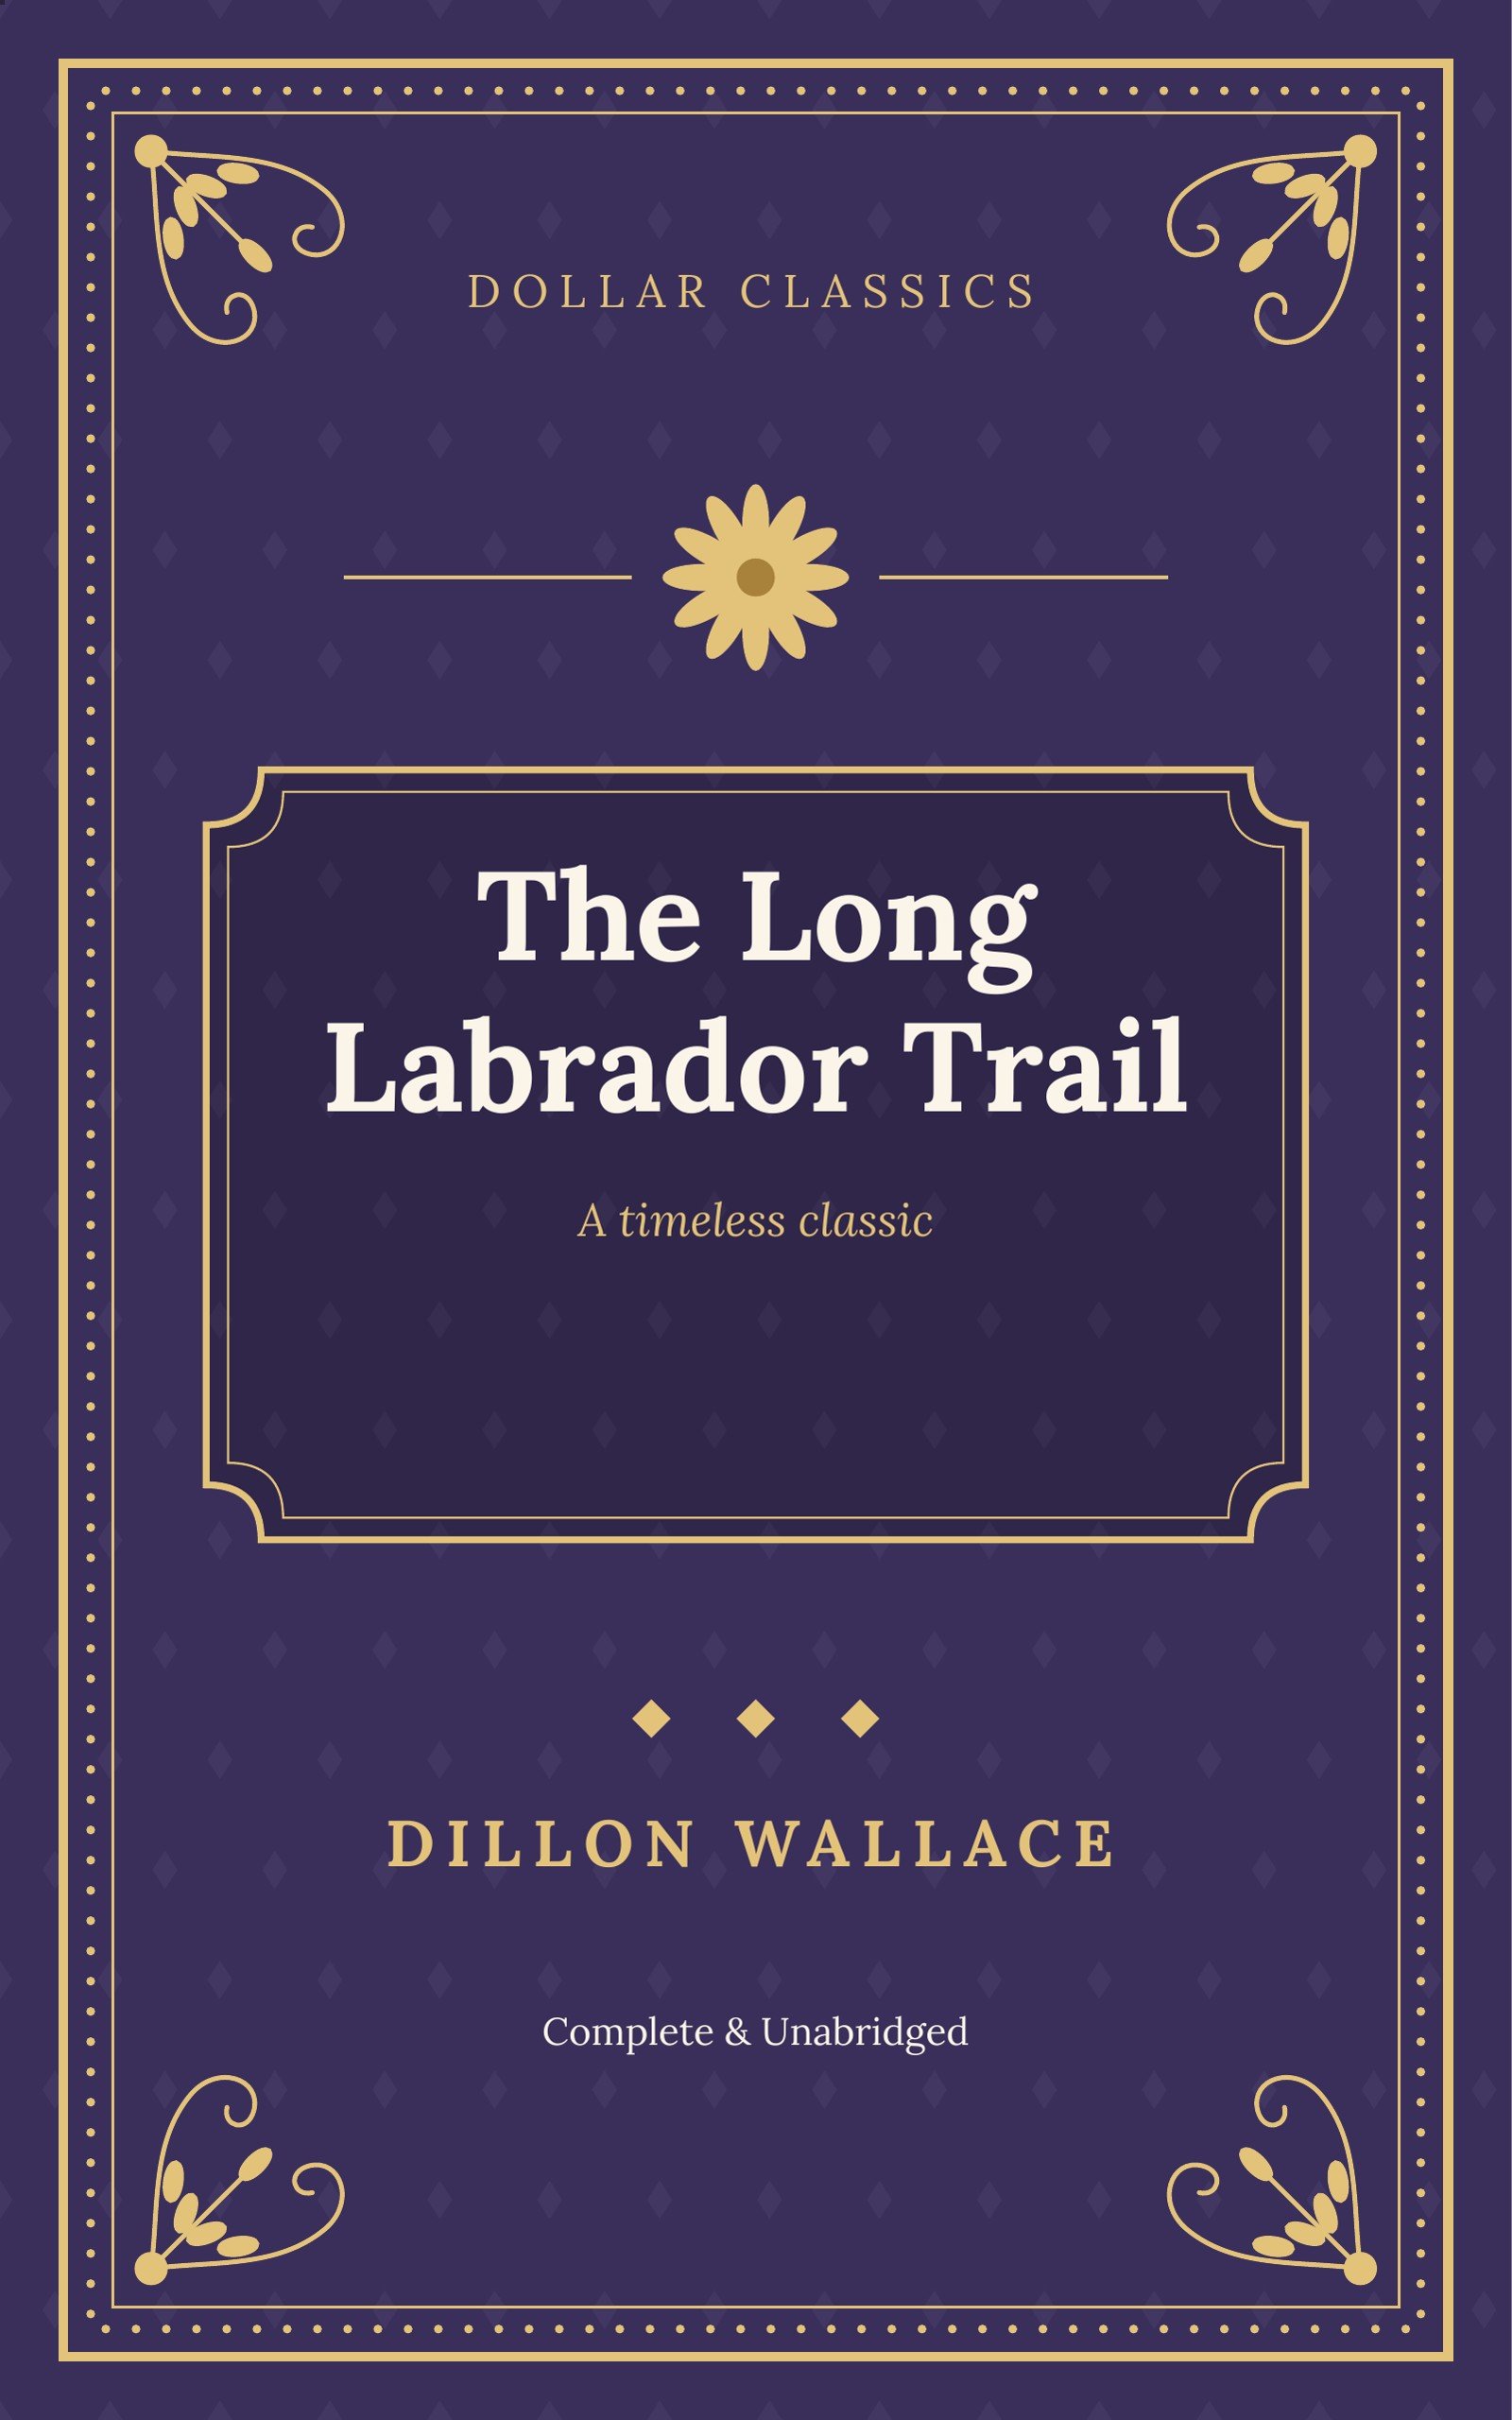 DOLLAR CLASSICS
The Long
Labrador Trail
A timeless classic
DILLON WALLACE
Complete & Unabridged